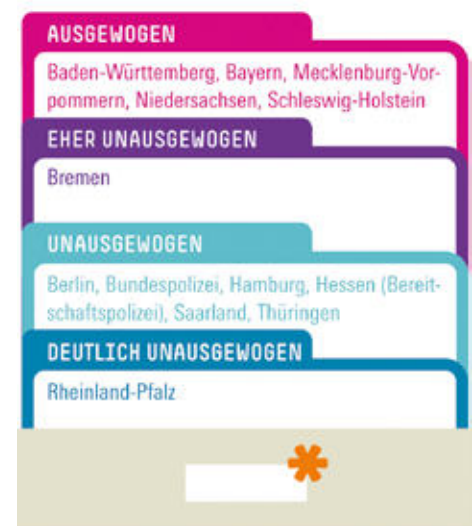 AUSGEWOGEN
Baden-Württemberg, Bayern, Mecklenburg-Vor-
pommern, Niedersachsen, Schleswig-Holstein
EHER UNAUSGEWOGEN
Bremen
UNAUSGEWOGEN
Berlin, Bundespolizei, Hamburg, Hessen (Bereit-
schaftspolizei), Saarland, Thüringen
DEUTLICH UNAUSGEWOGEN
Rheinland-Pfalz